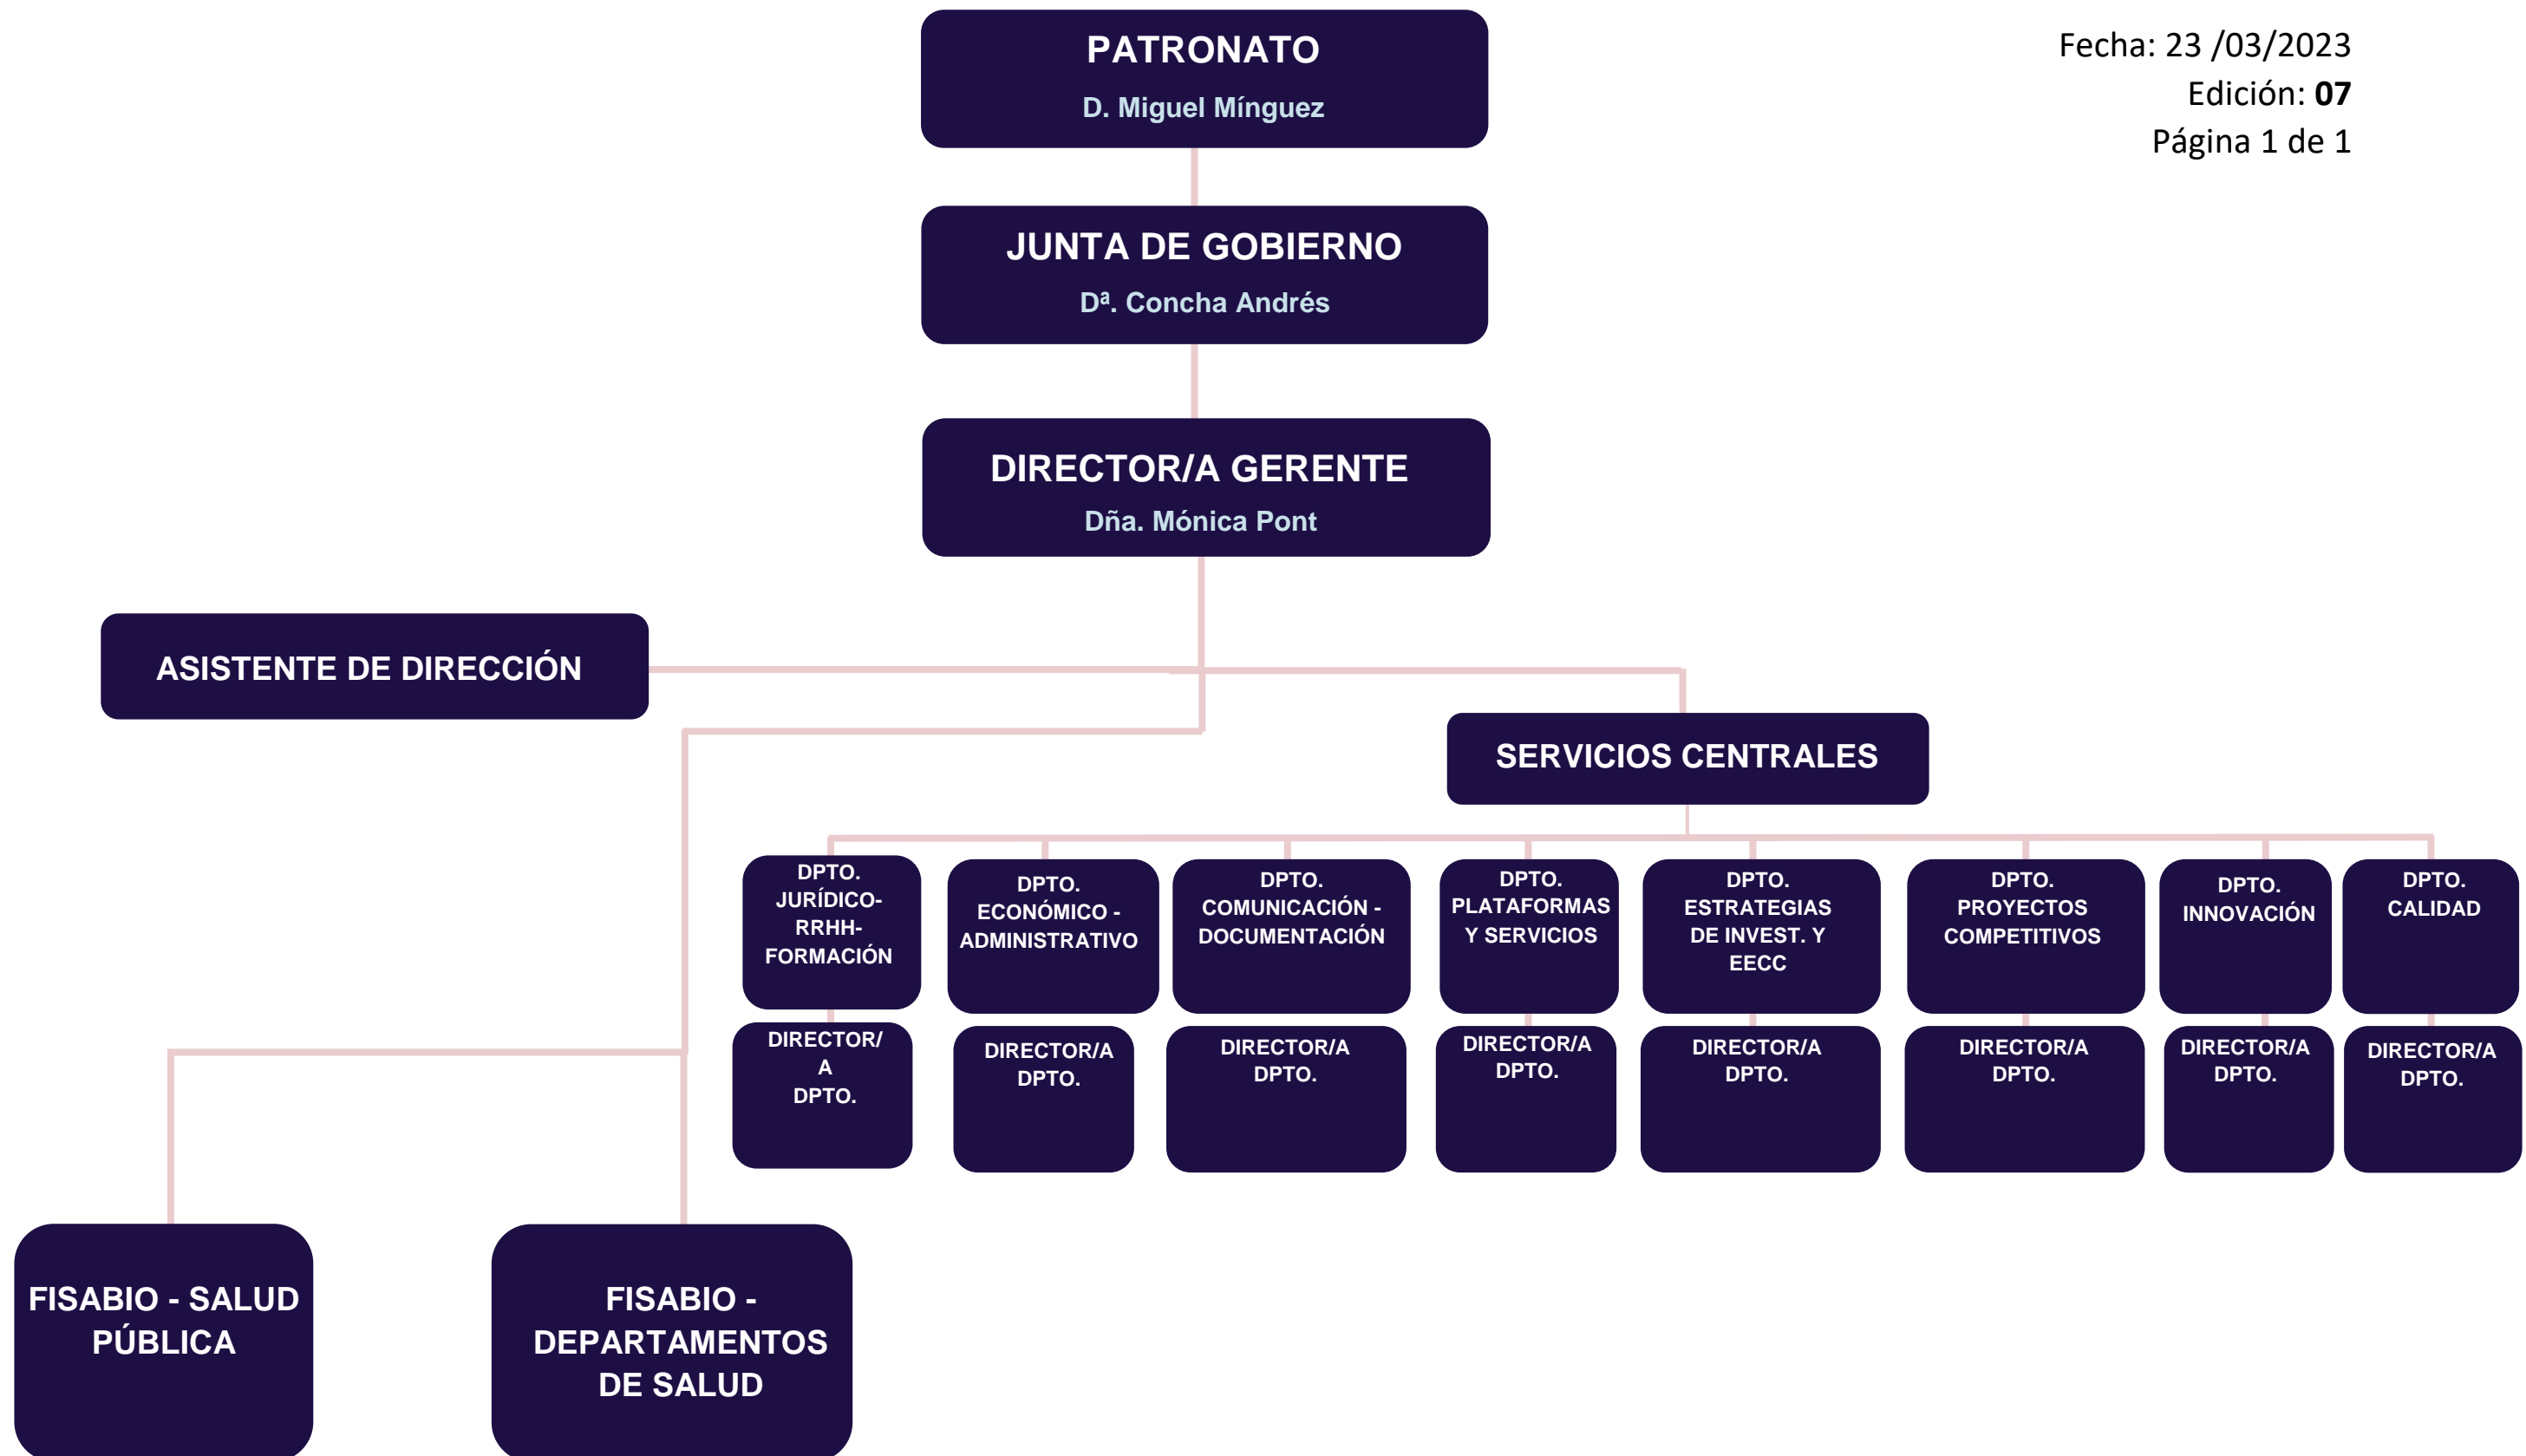 PATRONATO
D. Miguel Mínguez
Fecha: 23 /03/2023
Edición: 07
Página 1 de 1
JUNTA DE GOBIERNO
Dª. Concha Andrés
DIRECTOR/A GERENTE
Dña. Mónica Pont
ASISTENTE DE DIRECCIÓN
SERVICIOS CENTRALES
DPTO.
JURÍDICO-
RRHH-
FORMACIÓN
DPTO.
ECONÓMICO -
ADMINISTRATIVO
DPTO.
COMUNICACIÓN -
DOCUMENTACIÓN
DPTO.
PLATAFORMAS
Y SERVICIOS
DPTO.
ESTRATEGIAS
DE INVEST. Y
EECC
DPTO.
PROYECTOS
COMPETITIVOS
DPTO.
INNOVACIÓN
DPTO.
CALIDAD
DIRECTOR/
A
DPTO.
DIRECTOR/A
DPTO.
DIRECTOR/A
DPTO.
DIRECTOR/A
DPTO.
DIRECTOR/A
DPTO.
DIRECTOR/A
DPTO.
DIRECTOR/A
DPTO.
DIRECTOR/A
DPTO.
FISABIO - SALUD
PÚBLICA
FISABIO -
DEPARTAMENTOS
DE SALUD